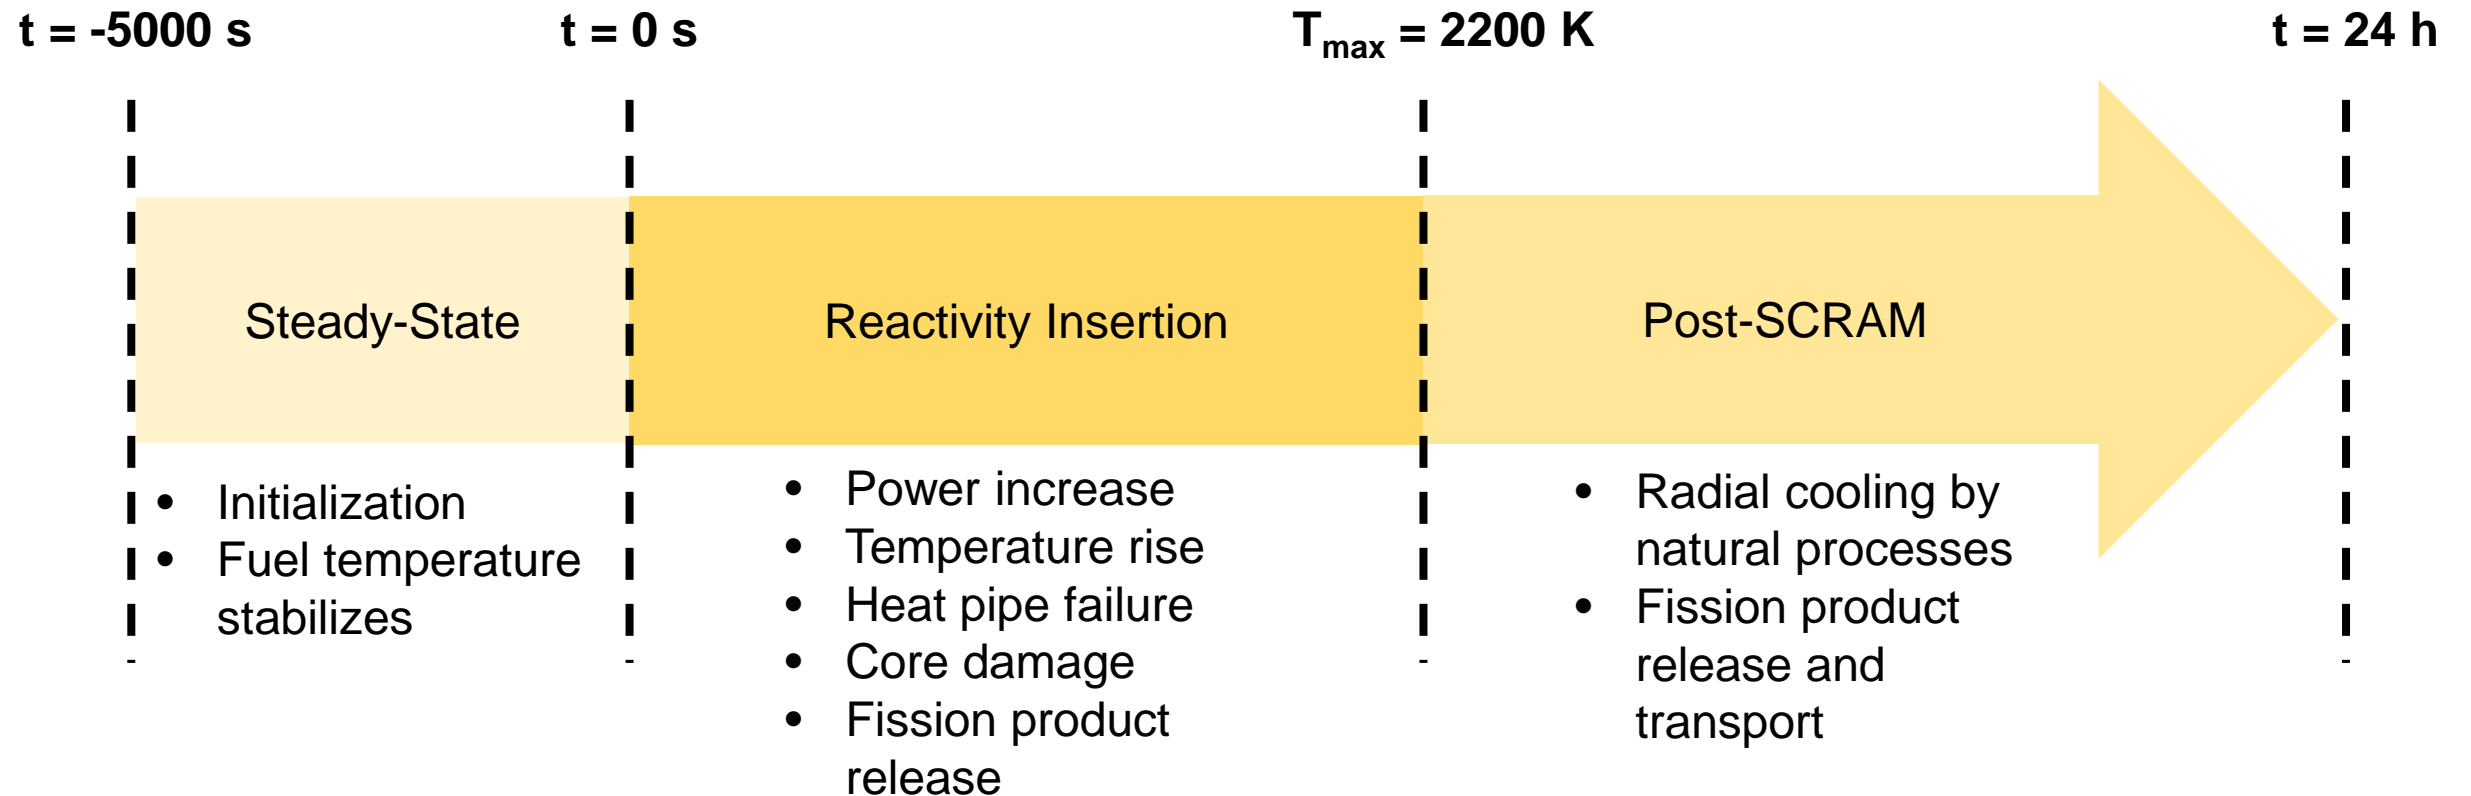 t = -5000 s
t = 0 s
Tmax = 2200 K
t = 24 h
Steady-State
Reactivity Insertion
Post-SCRAM
• Initialization
• Fuel temperature
stabilizes
• Power increase
• Temperature rise
• Heat pipe failure
• Core damage
• Fission product
release
• Radial cooling by
natural processes
• Fission product
release and
transport